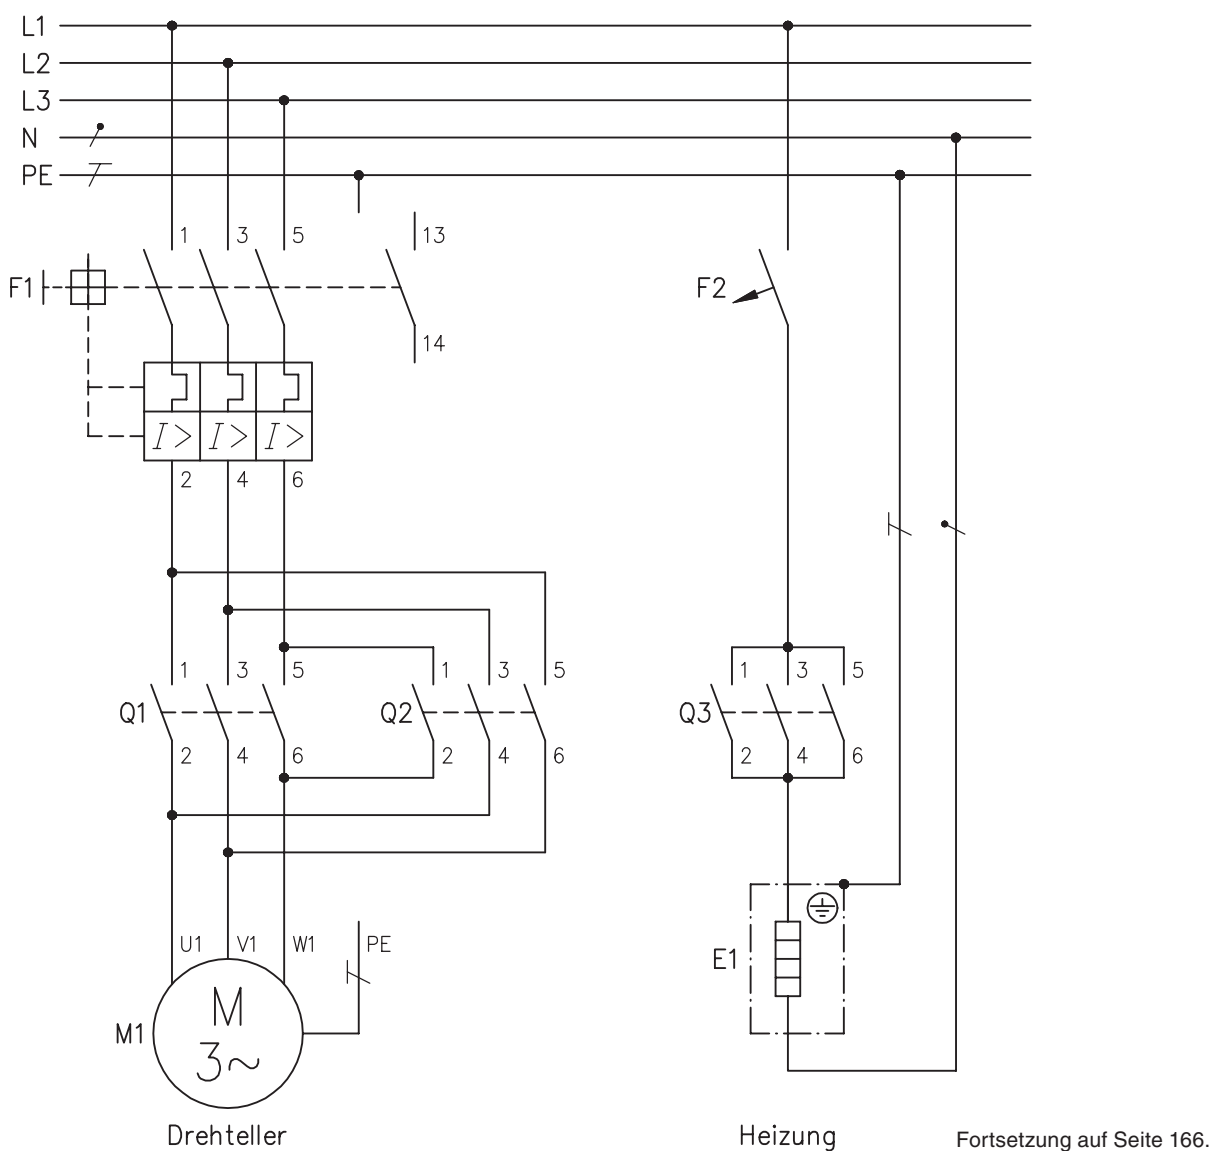 L1
L2
L3
N
PE
1 3 5 13
F1 F2
14
I> I> I>
2 4 6
1 3 5 1 3 5 1 3 5
Q1 Q2 Q3
2 4 6 2 4 6 2 4 6
U1 V1 W1 PE
E1
M1 M
3~
Drehteller Heizung
Fortsetzung auf Seite 166.